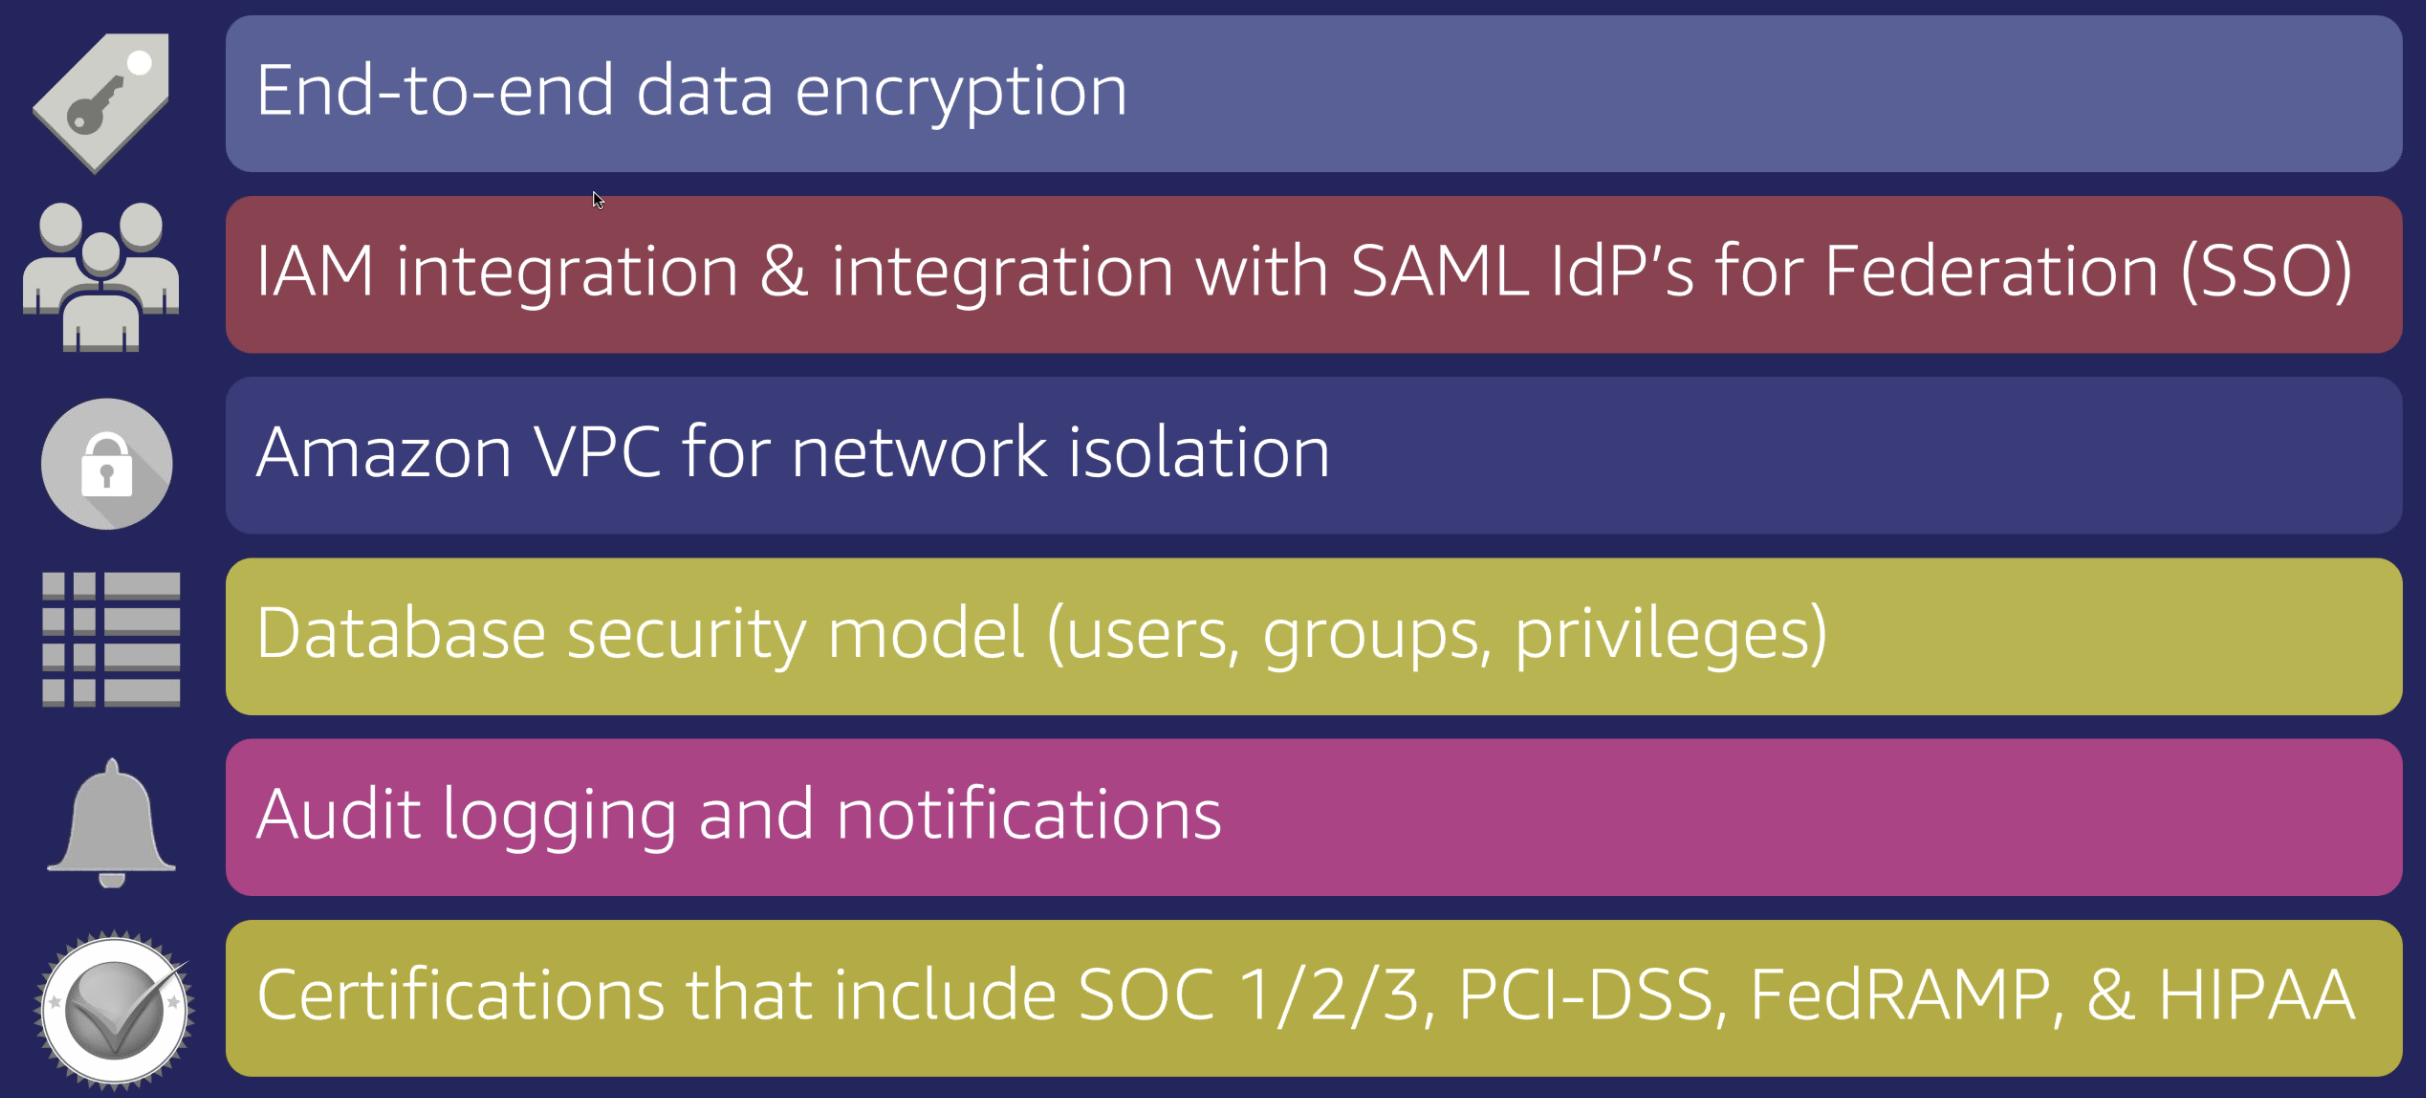 End-to-end data encryption
IAM integration & integration with SAML IdP’s for Federation (SSO)
Amazon VPC for network isolation
Database security model (users, groups, privileges)
Audit logging and notifications
Certifications that include SOC 1/2/3, PCI-DSS, FedRAMP, & HIPAA